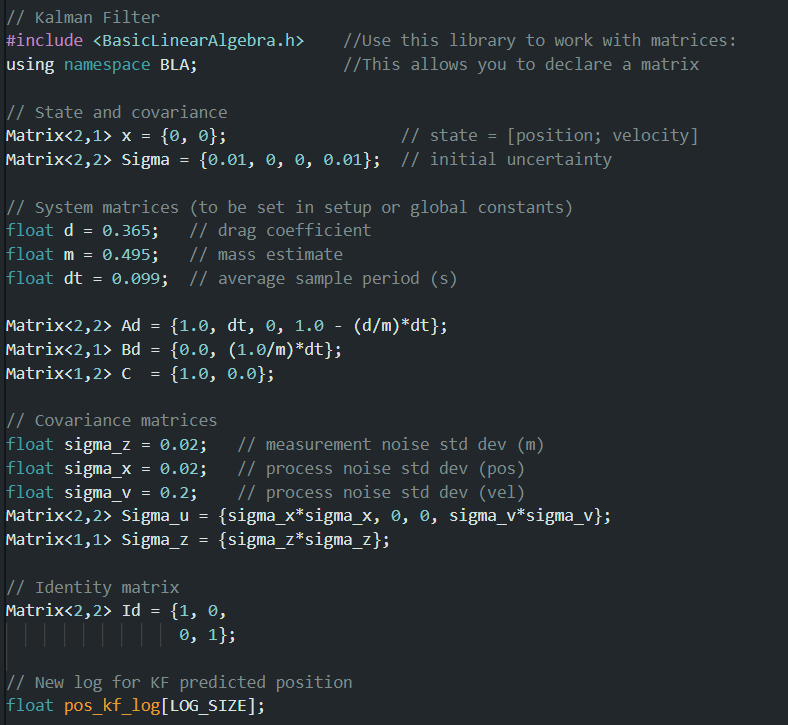 // Kalman Filter
#include <BasicLinearAlgebra.h>    //Use this library to work with matrices:
using namespace BLA;               //This allows you to declare a matrix

// State and covariance
Matrix<2,1> x = {0, 0};                  // state = [position; velocity]
Matrix<2,2> Sigma = {0.01, 0, 0, 0.01};  // initial uncertainty

// System matrices (to be set in setup or global constants)
float d = 0.365;   // drag coefficient
float m = 0.495;   // mass estimate
float dt = 0.099;  // average sample period (s)

Matrix<2,2> Ad = {1.0, dt, 0, 1.0 - (d/m)*dt};
Matrix<2,1> Bd = {0.0, (1.0/m)*dt};
Matrix<1,2> C  = {1.0, 0.0};

// Covariance matrices
float sigma_z = 0.02;   // measurement noise std dev (m)
float sigma_x = 0.02;   // process noise std dev (pos)
float sigma_v = 0.2;    // process noise std dev (vel)
Matrix<2,2> Sigma_u = {sigma_x*sigma_x, 0, 0, sigma_v*sigma_v};
Matrix<1,1> Sigma_z = {sigma_z*sigma_z};

// Identity matrix
Matrix<2,2> Id = {1, 0,
                  0, 1};

// New log for KF predicted position
float pos_kf_log[LOG_SIZE];